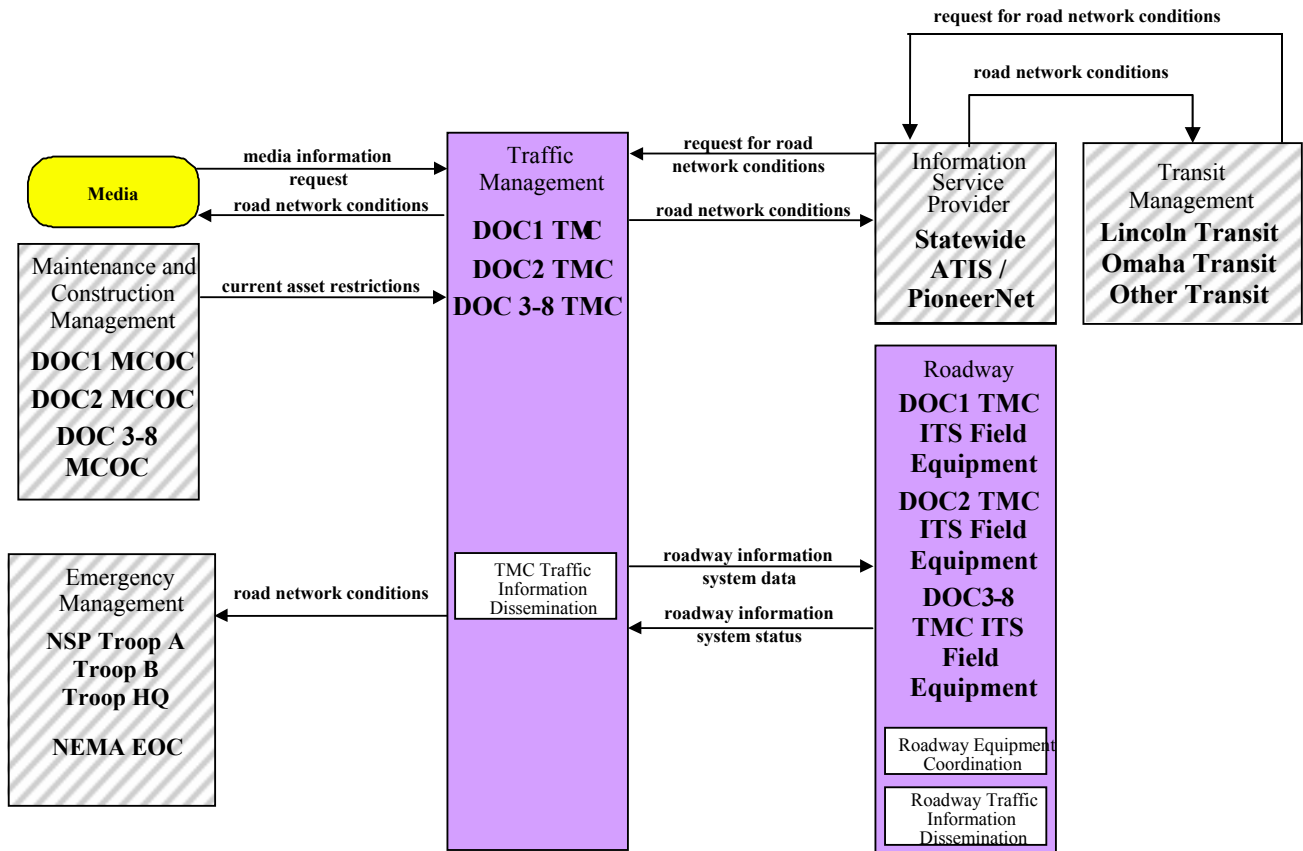 request for road network conditions
road network conditions
media information
request
road network conditions
Media
Traffic
Management
DOC1 TMC
DOC2 TMC
DOC 3-8 TMC
request for road
network conditions
road network conditions
Information
Service
Provider
Statewide
ATIS /
PioneerNet
Transit
Management
Lincoln Transit
Omaha Transit
Other Transit
Maintenance and
Construction
Management
DOC1 MCOC
DOC2 MCOC
DOC 3-8
MCOC
current asset restrictions
Roadway
DOC1 TMC
ITS Field
Equipment
DOC2 TMC
ITS Field
Equipment
DOC3-8
TMC ITS
Field
Equipment
Roadway Equipment
Coordination
Roadway Traffic
Information
Dissemination
TMC Traffic
Information
Dissemination
roadway information
system data
roadway information
system status
Emergency
Management
NSP Troop A
Troop B
Troop HQ
NEMA EOC
road network conditions